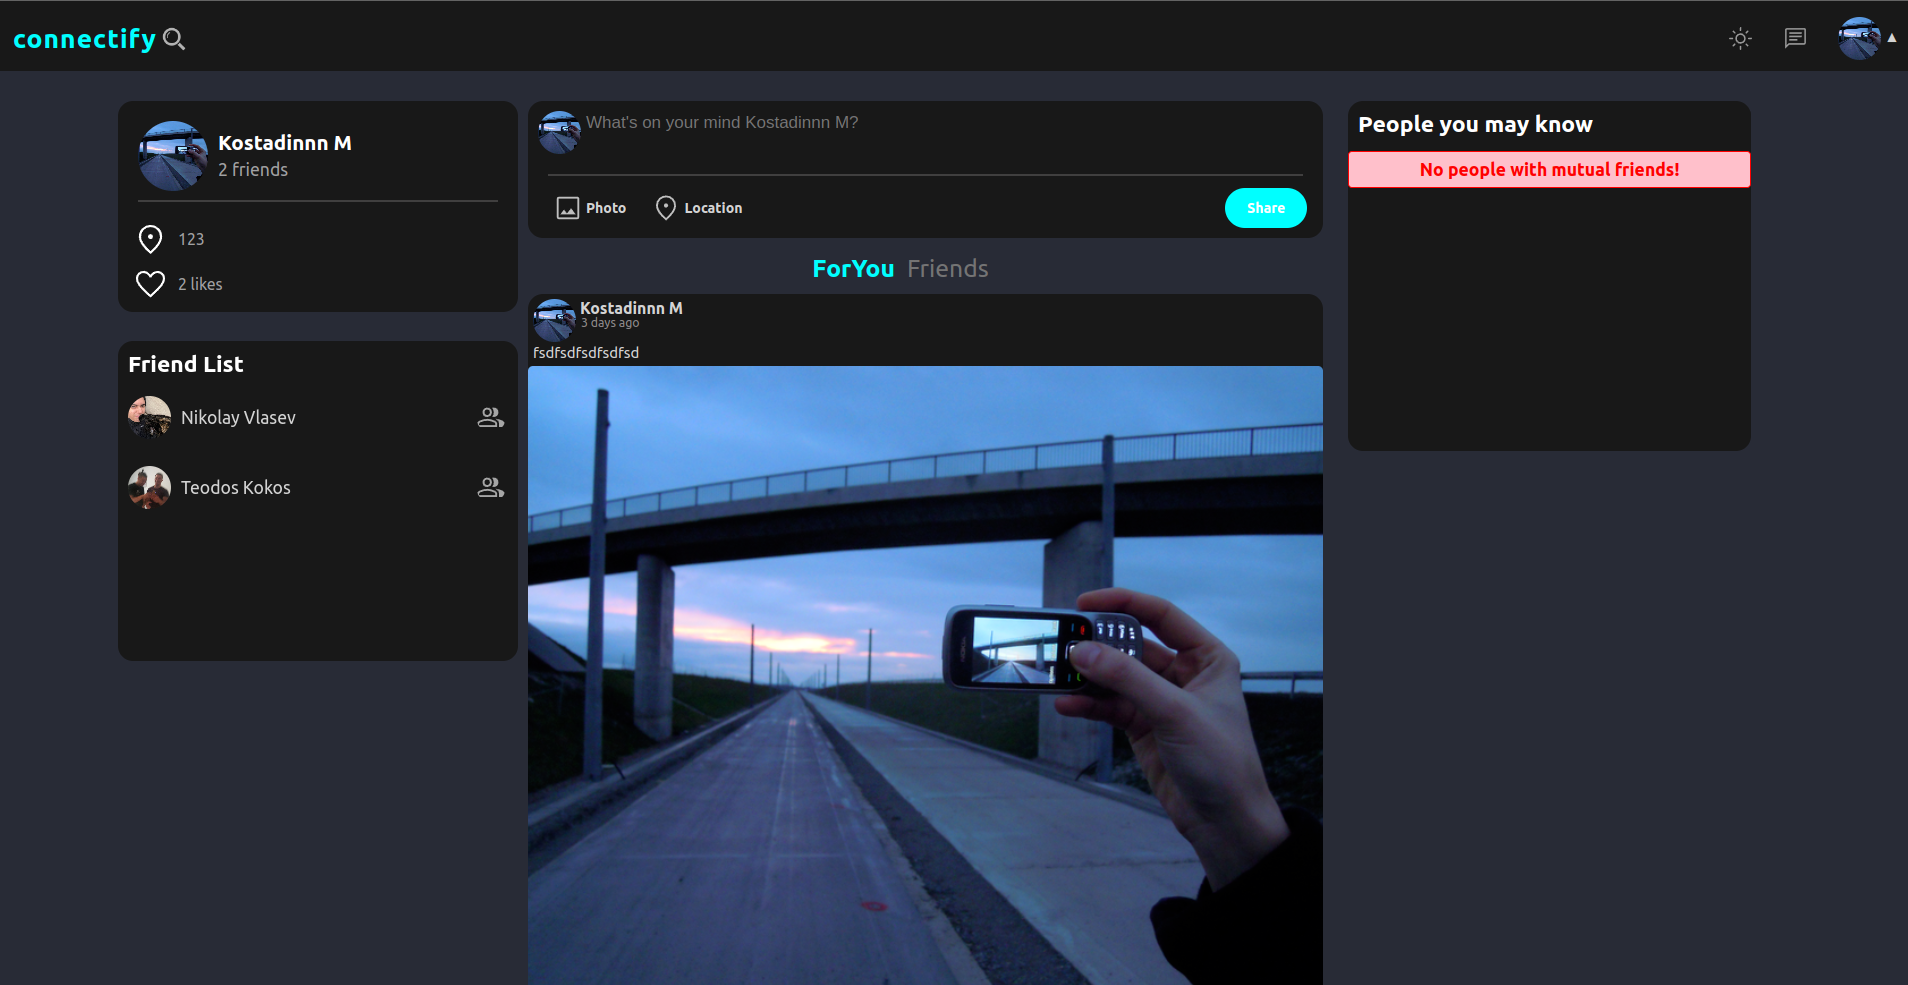 connectify
Kostadinnn M
2 friends
123
2 likes
Friend List
Nikolay Vlasev
Teodos Kokos
What's on your mind Kostadinnn M?
Photo
Location
Share
ForYou Friends
Kostadinnn M
3 days ago
fsdfsdfsdfsdfsd
People you may know
No people with mutual friends!